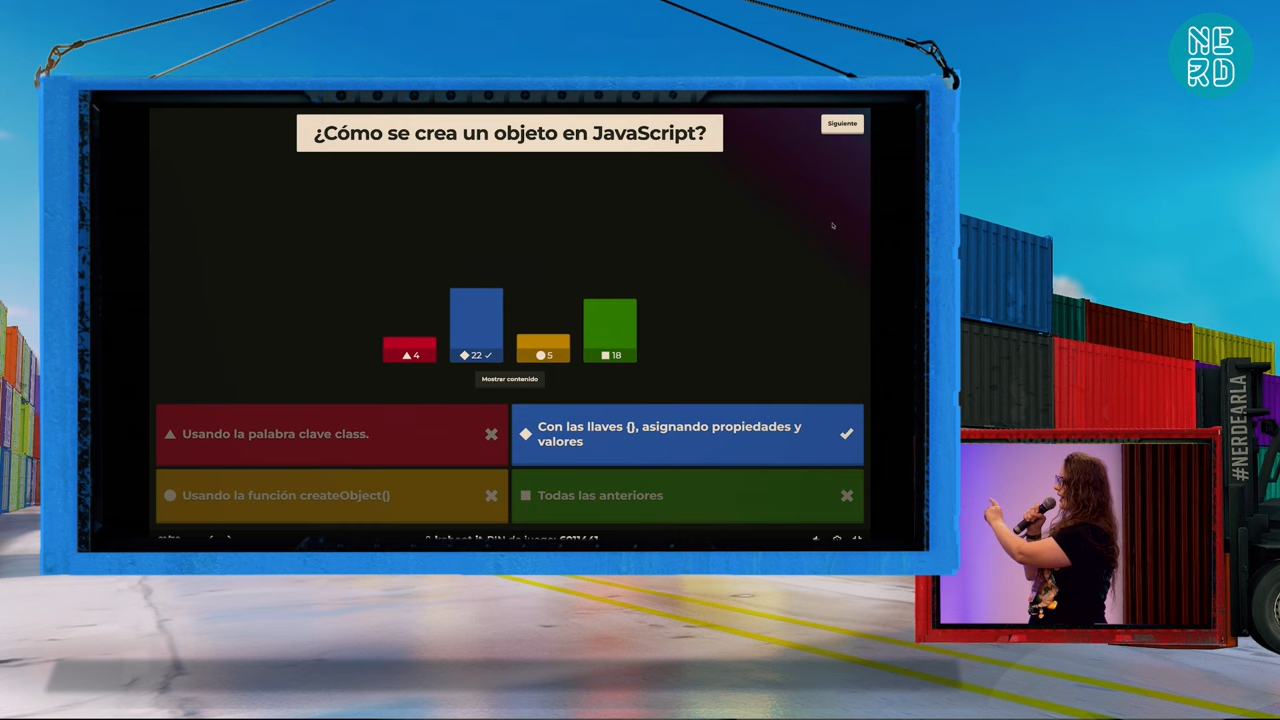 NE
RD
¿Cómo se crea un objeto en JavaScript?
Siguiente
4
22
5
18
Mostrar contenido
Usando la palabra clave class.
Con las llaves {}, asignando propiedades y
valores
Usando la función createObject()
Todas las anteriores
#NERDEARLA